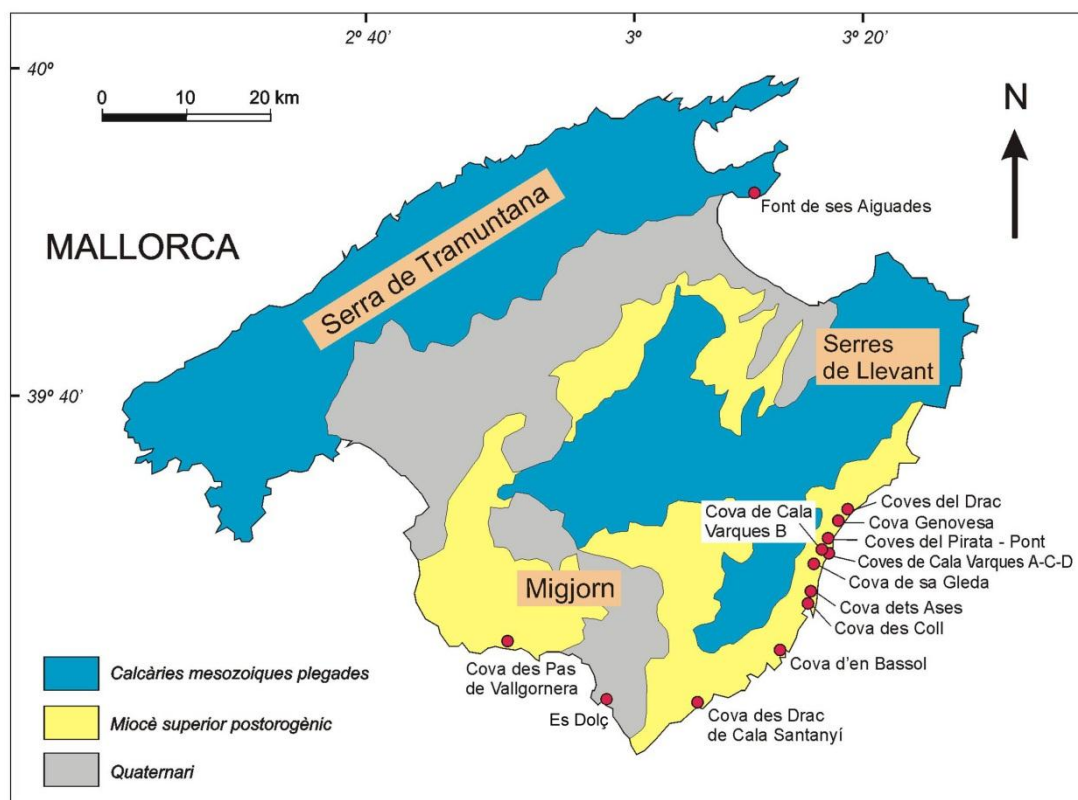 2º 40'
3º
3º 20'
40º
0 10 20 km
N
Font de ses Aiguades
MALLORCA
Serra de Tramuntana
Serres
de Llevant
39º 40'
Coves del Drac
Cova de Cala
Varques B
Cova Genovesa
Coves del Pirata - Pont
Coves de Cala Varques A-C-D
Cova de sa Gleda
Migjorn
Cova dets Ases
Cova des Coll
Cova d'en Bassol
Cova des Pas
de Vallgornera
Es Dolç
Cova des Drac
de Cala Santanyí
Calcàries mesozoiques plegades
Miocè superior postorogènic
Quaternari